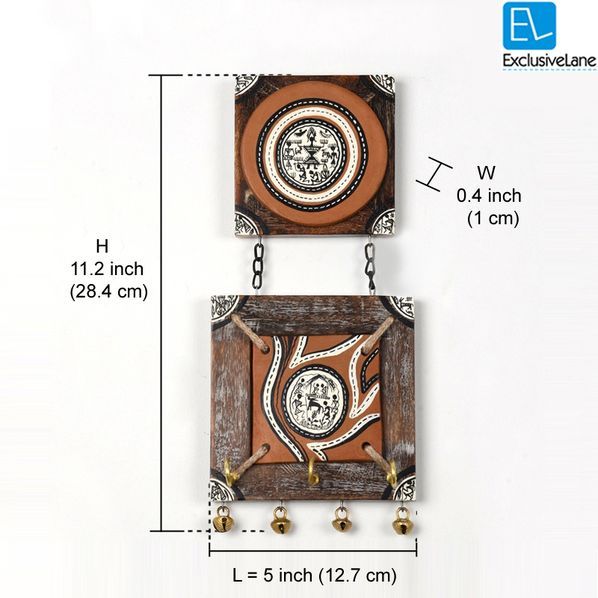 EL
ExclusiveLane
H
11.2 inch
(28.4 cm)
W
0.4 inch
(1 cm)
L = 5 inch (12.7 cm)